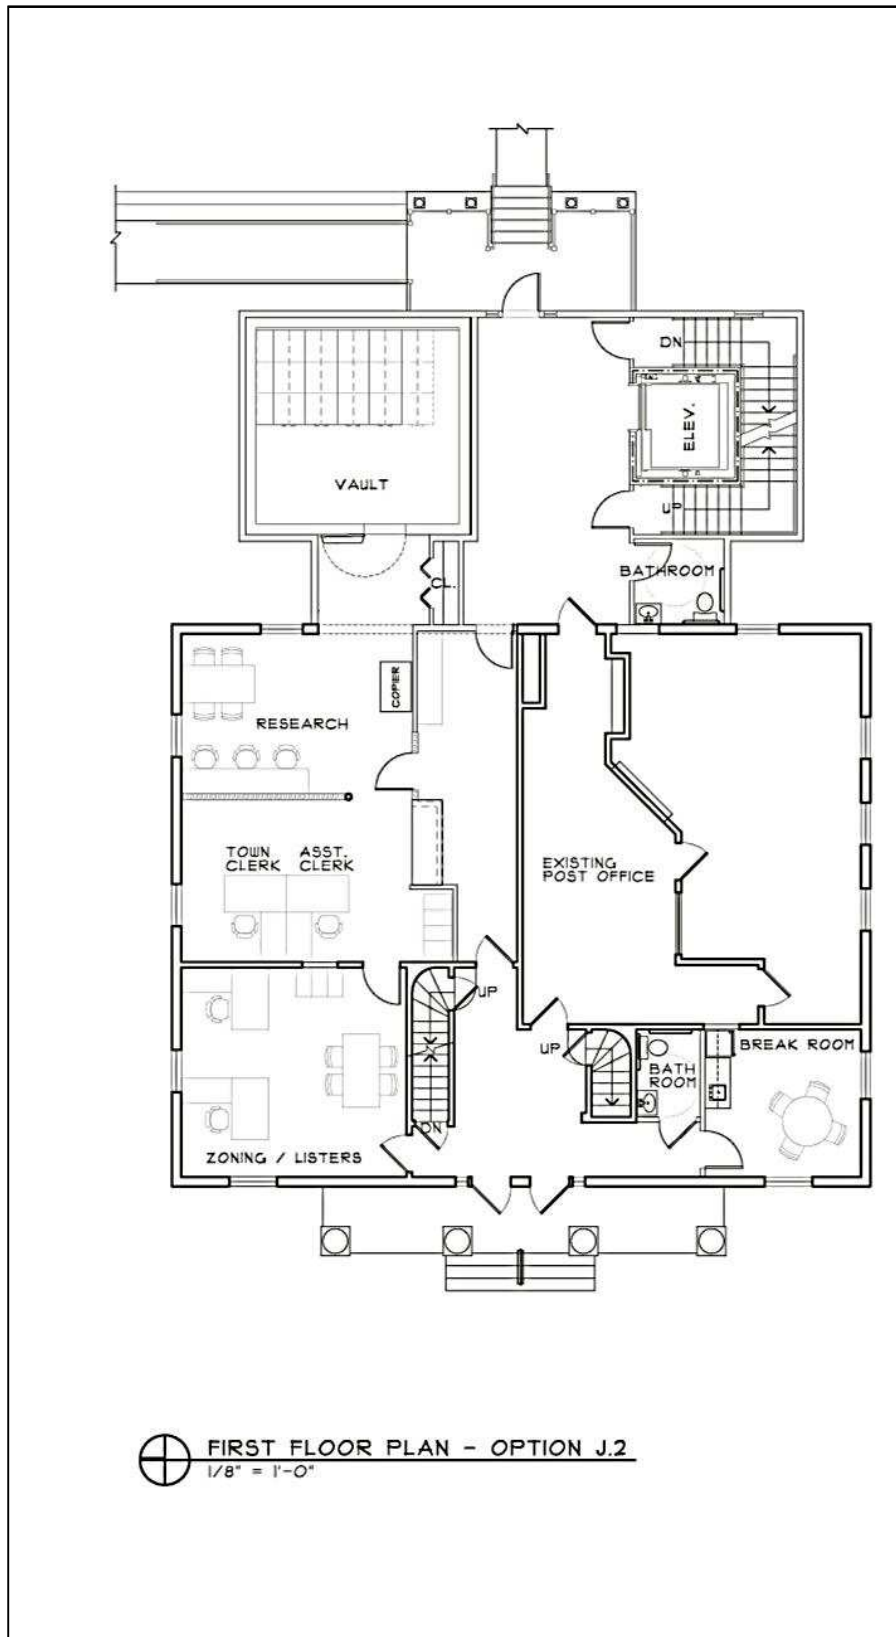 DN
ELEV.
VAULT
UP
BATHROOM
CL.
COPIER
RESEARCH
TOWN CLERK
ASST. CLERK
EXISTING
POST OFFICE
UP
UP
BREAK ROOM
BATH
ROOM
DN
ZONING / LISTERS
FIRST FLOOR PLAN - OPTION J.2
1/8" = 1'-0"